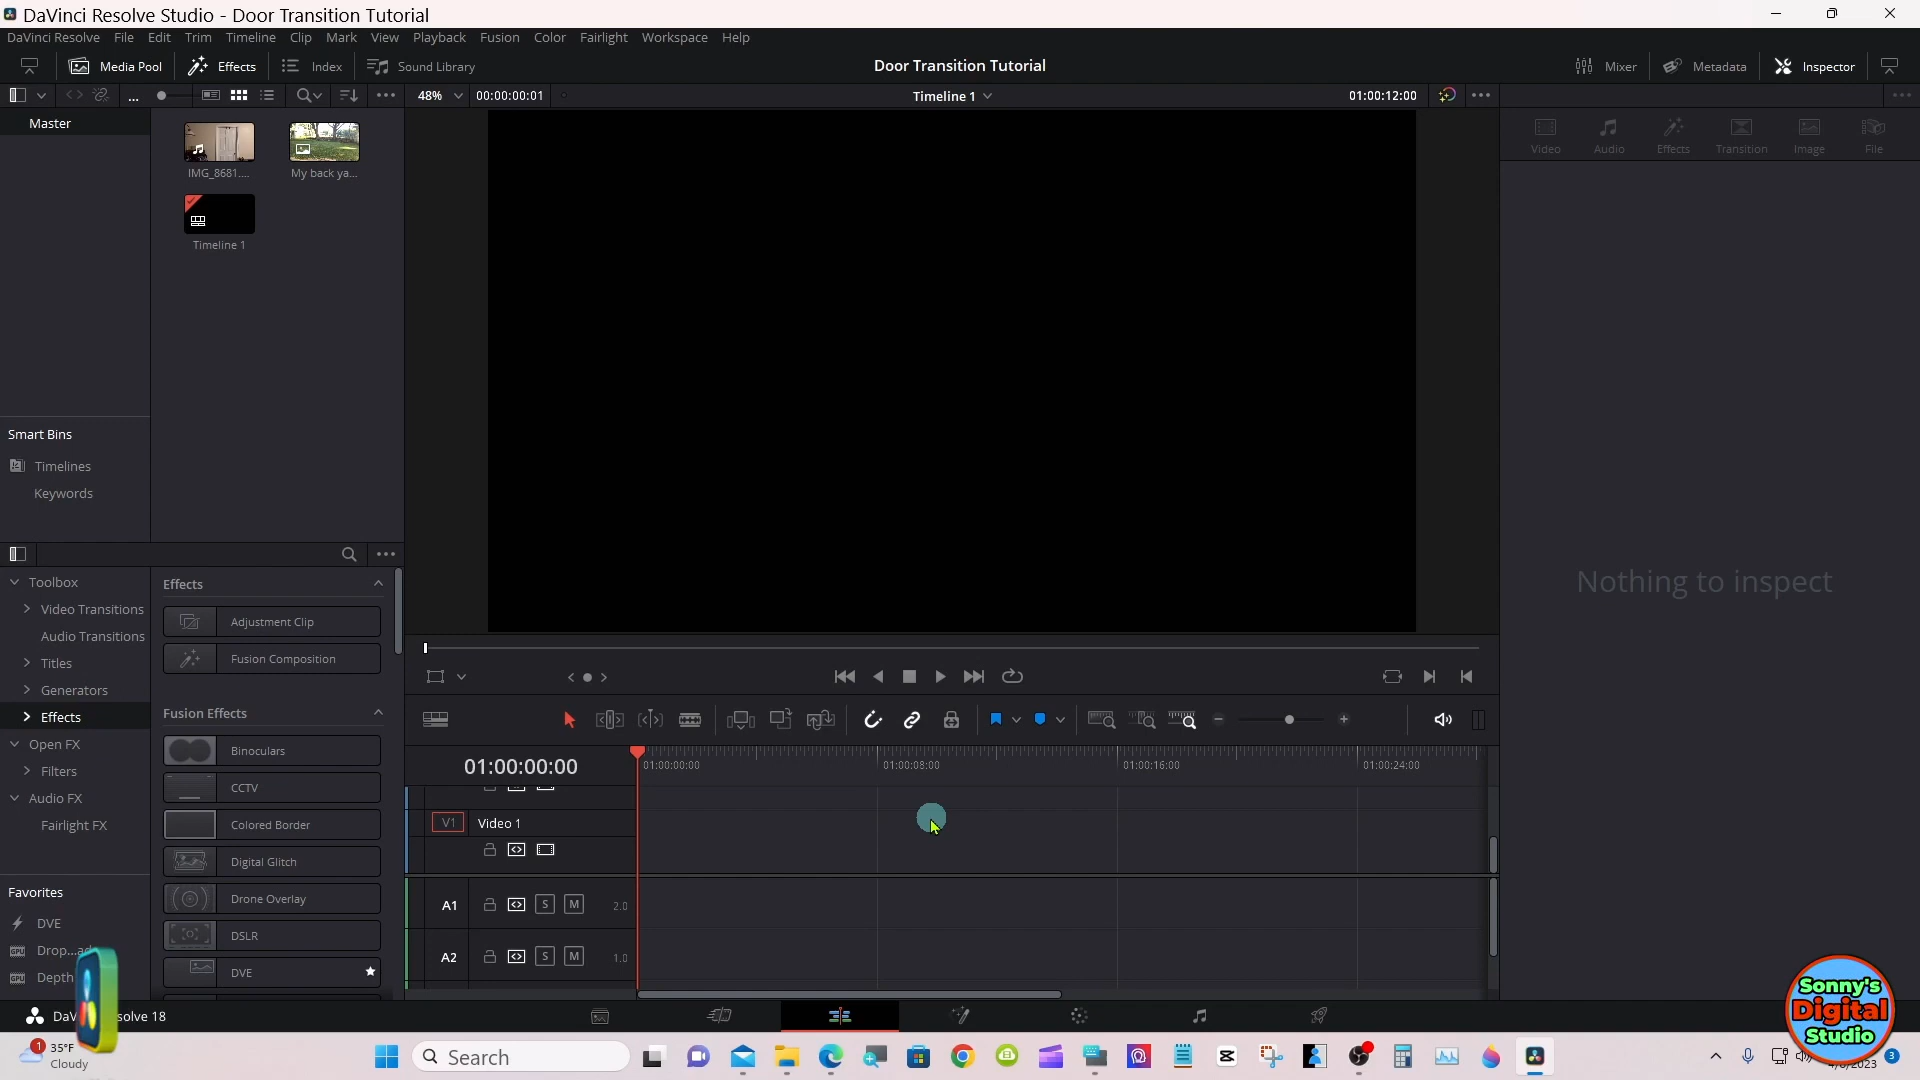 DaVinci Resolve Studio - Door Transition Tutorial
DaVinci Resolve File Edit Trim Timeline Clip Mark View Playback Fusion Color Fairlight Workspace Help
Media Pool Effects Index Sound Library Door Transition Tutorial Mixer Metadata Inspector
48% 00:00:00:01 Timeline 1 01:00:12:00
Master
IMG_8681.... My back ya...
Timeline 1
Video Audio Effects Transition Image File
Nothing to inspect
Smart Bins
Timelines
Keywords
Toolbox
Video Transitions
Audio Transitions
Titles
Generators
Effects
Open FX
Filters
Audio FX
Fairlight FX
Favorites
DVE
Depth
Effects
Adjustment Clip
Fusion Composition
Fusion Effects
Binoculars
CCTV
Colored Border
Digital Glitch
Drone Overlay
DSLR
DVE
01:00:00:00 01:00:00:00 01:00:08:00 01:00:16:00 01:00:24:00
V1 Video 1
A1 S M 2.0
A2 S M 1.0
solve 18
Sonny's
Digital
Studio
1 35°F
Cloudy
Search
3